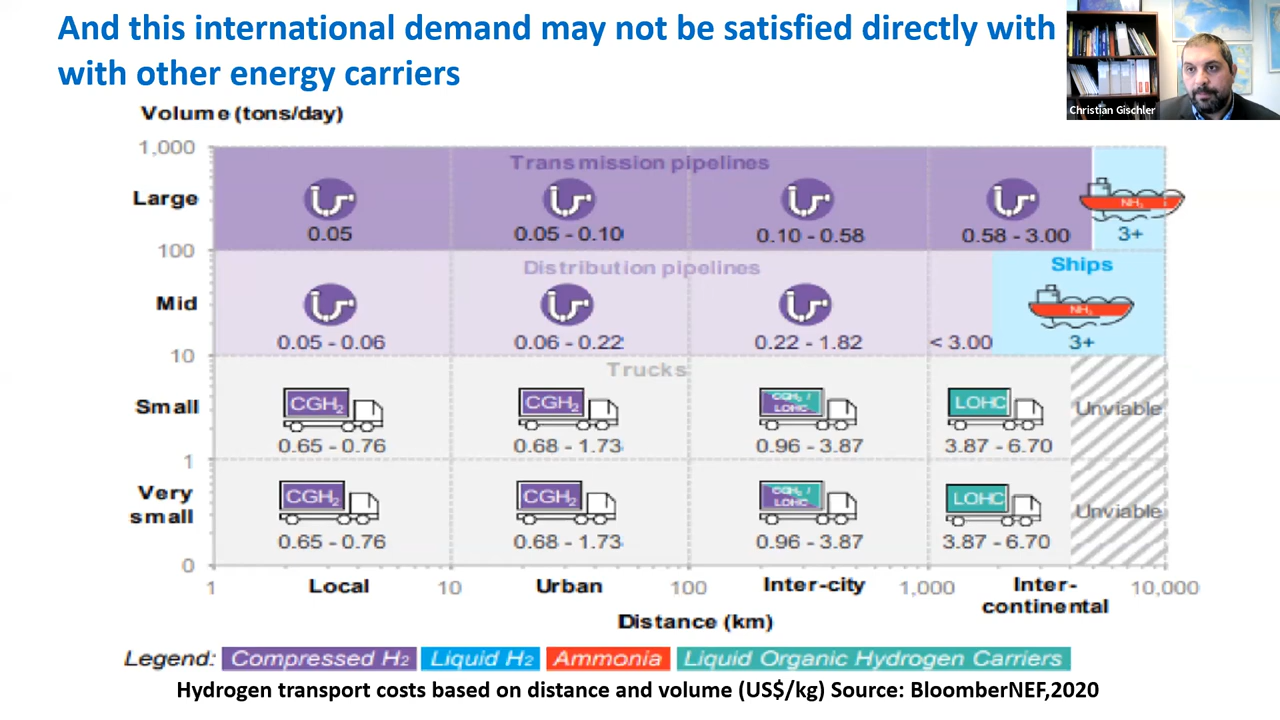 And this international demand may not be satisfied directly with
with other energy carriers
Christian Gischler
Volume (tons/day)
1,000
Transmission pipelines
Large
NH₃
0.05
0.05 - 0.10
0.10 - 0.58
0.58 - 3.00
3+
100
Distribution pipelines
Ships
Mid
NH₃
0.05 - 0.06
0.06 - 0.22
0.22 - 1.82
< 3.00
3+
10
Trucks
Small
CGH₂
CGH₂
CGH₂ /
LOHC
LOHC
Unviable
0.65 - 0.76
0.68 - 1.73
0.96 - 3.87
3.87 - 6.70
1
Very
small
CGH₂
CGH₂
CGH₂ /
LOHC
LOHC
Unviable
0.65 - 0.76
0.68 - 1.73
0.96 - 3.87
3.87 - 6.70
0
1
Local
10
Urban
100
Inter-city
1,000
Inter-
continental
10,000
Distance (km)
Legend: Compressed H₂ Liquid H₂ Ammonia Liquid Organic Hydrogen Carriers
Hydrogen transport costs based on distance and volume (US$/kg) Source: BloomberNEF,2020